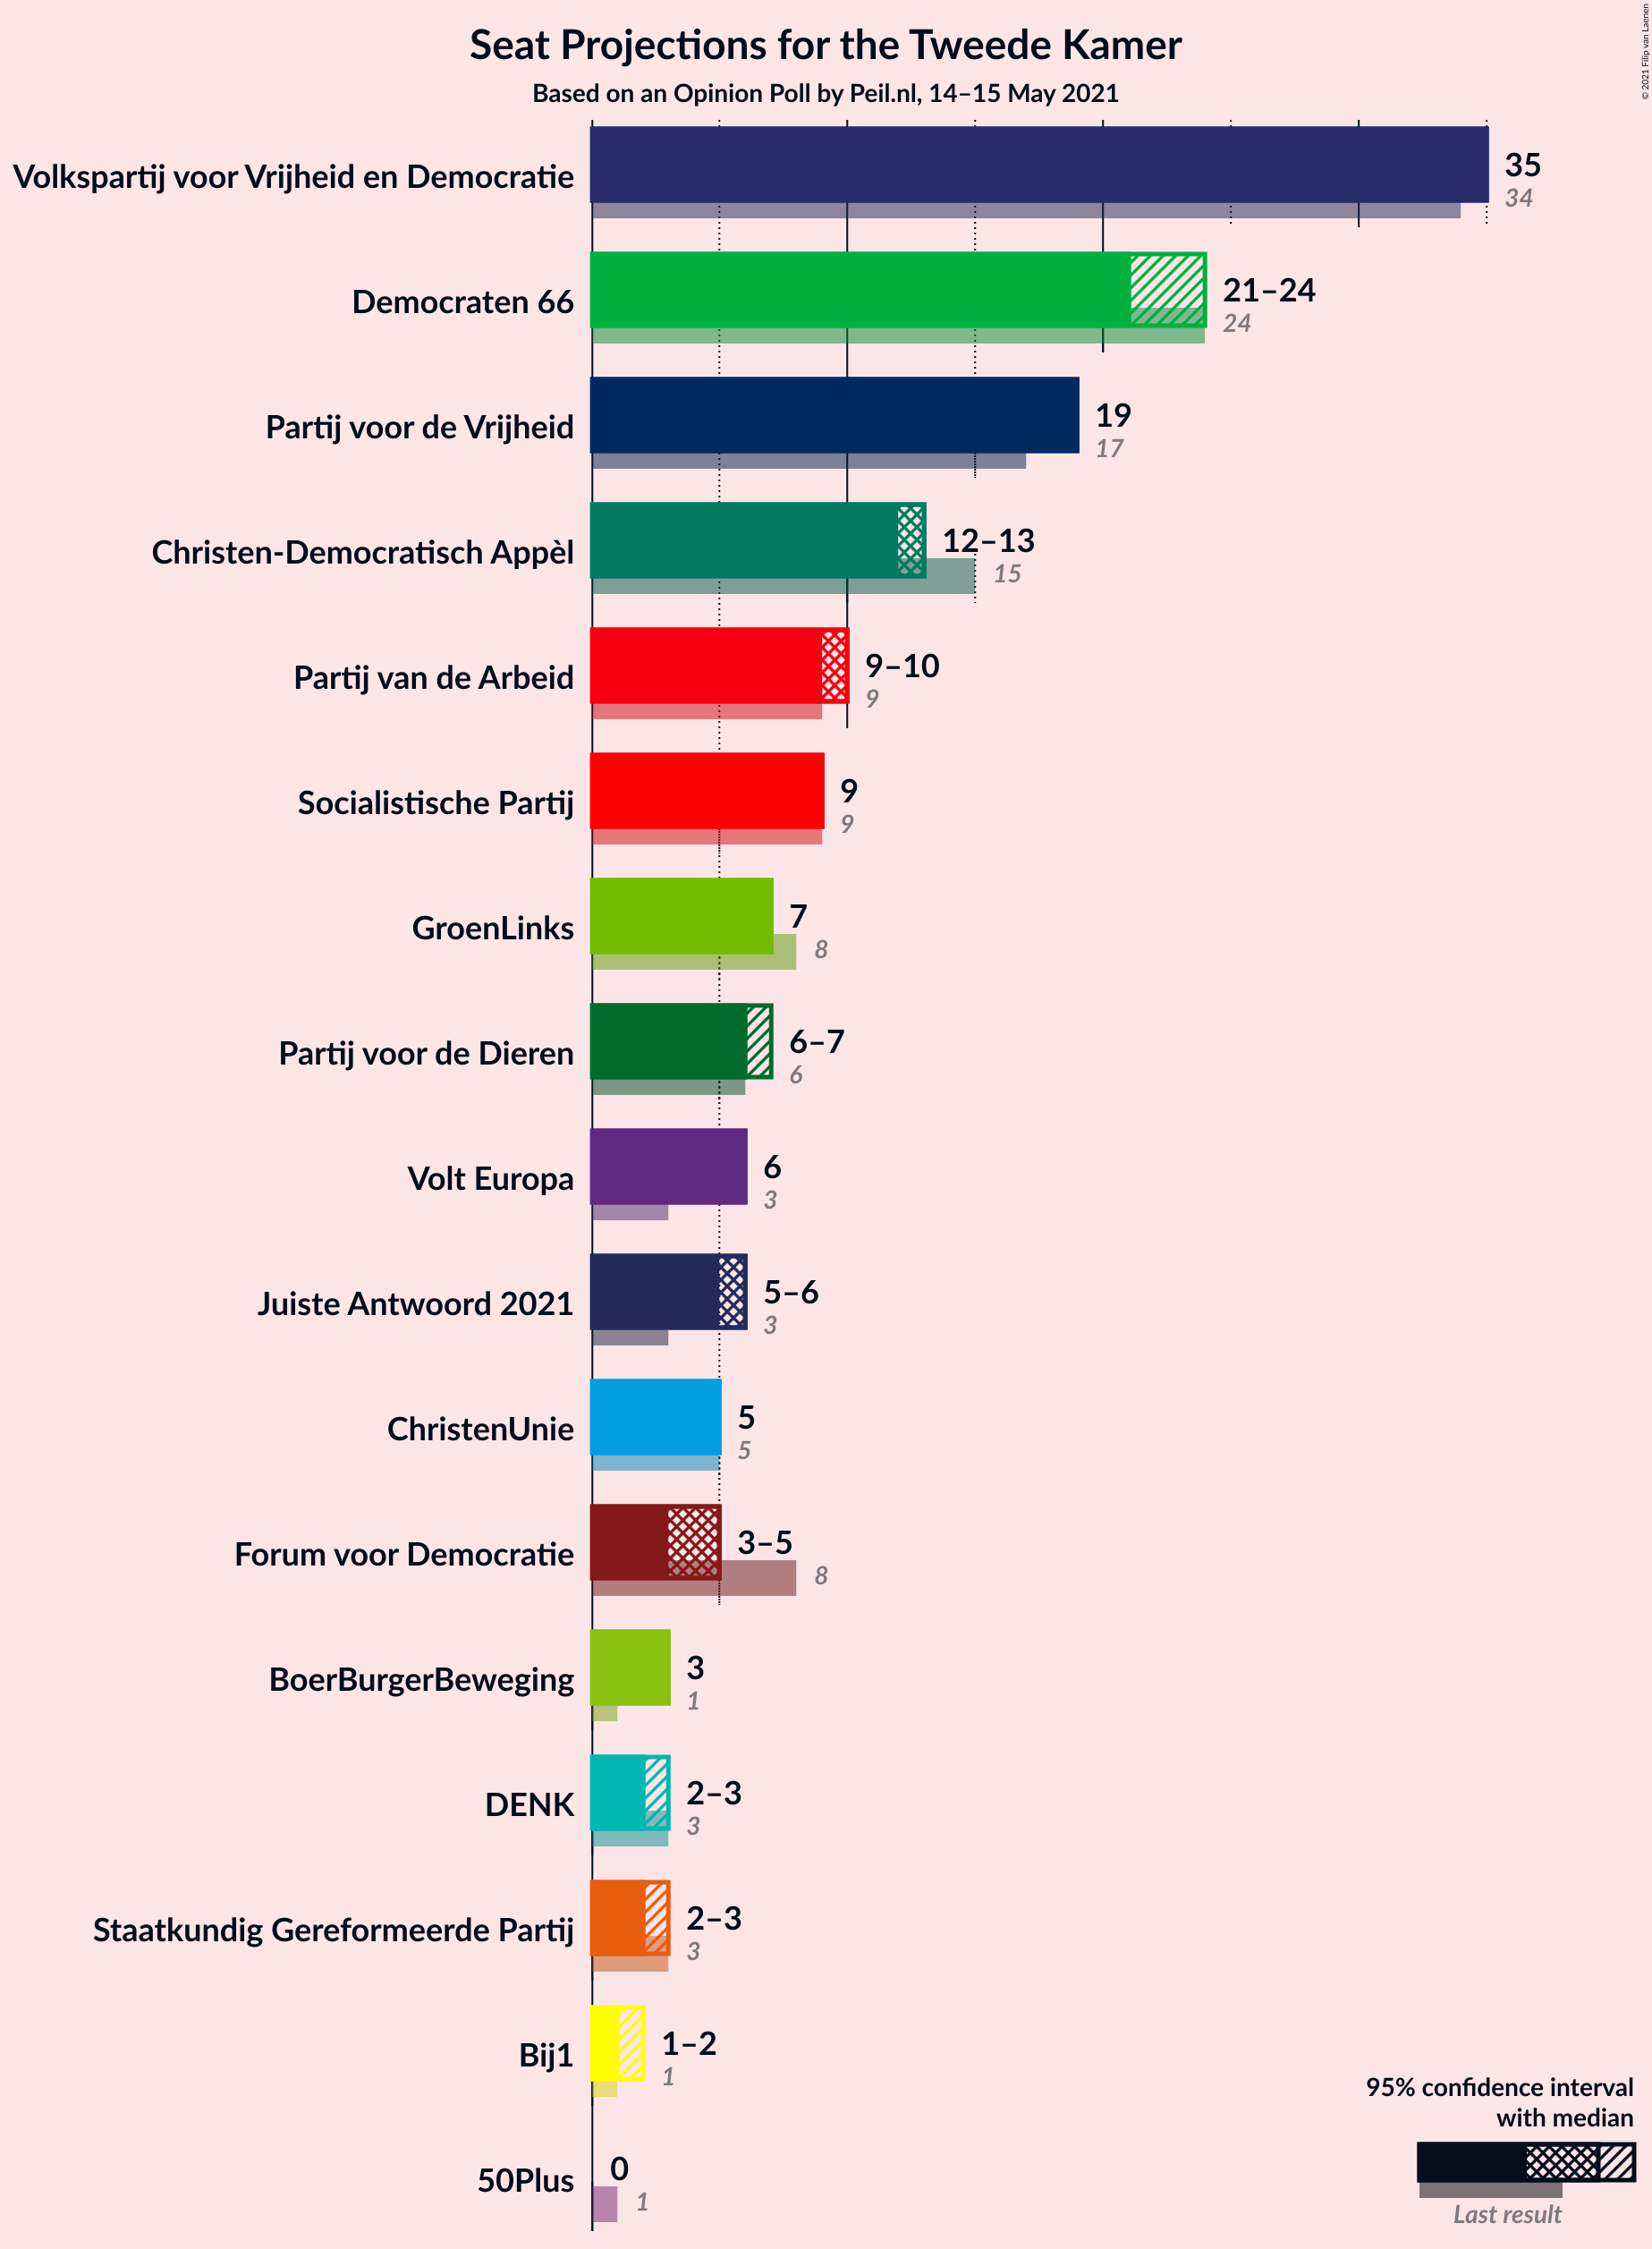 Seat Projections for the Tweede Kamer
Based on an Opinion Poll by Peil.nl, 14–15 May 2021
© 2021 Filip van Laenen
Volkspartij voor Vrijheid en Democratie
35
34
Democraten 66
21–24
24
Partij voor de Vrijheid
19
17
Christen-Democratisch Appèl
12–13
15
Partij van de Arbeid
9–10
9
Socialistische Partij
9
9
GroenLinks
7
8
Partij voor de Dieren
6–7
6
Volt Europa
6
3
Juiste Antwoord 2021
5–6
3
ChristenUnie
5
5
Forum voor Democratie
3–5
8
BoerBurgerBeweging
3
1
DENK
2–3
3
Staatkundig Gereformeerde Partij
2–3
3
Bij1
1–2
1
50Plus
0
1
95% confidence interval
with median
Last result